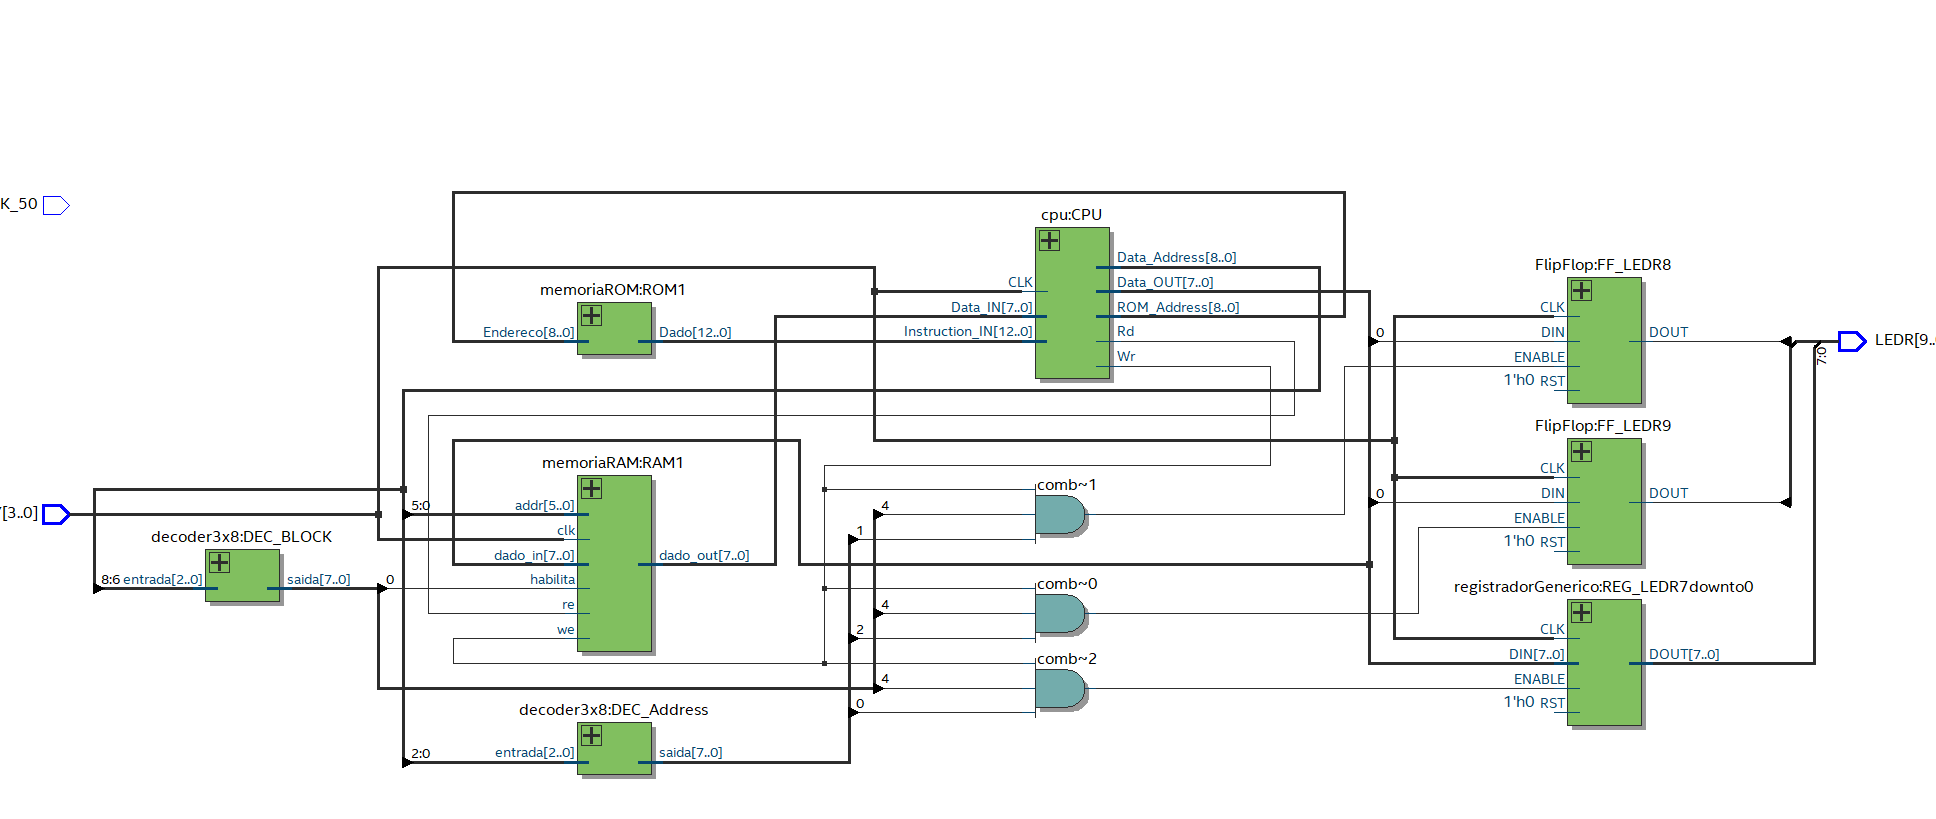 K_50
[3..0]
decoder3x8:DEC_BLOCK
8:6 entrada[2..0]
saida[7..0]
0
memoriaROM:ROM1
Endereco[8..0]
Dado[12..0]
memoriaRAM:RAM1
5:0
addr[5..0]
clk
dado_in[7..0]
habilita
re
we
dado_out[7..0]
decoder3x8:DEC_Address
2:0
entrada[2..0]
saida[7..0]
cpu:CPU
CLK
Data_IN[7..0]
Instruction_IN[12..0]
Data_Address[8..0]
Data_OUT[7..0]
ROM_Address[8..0]
Rd
Wr
comb~1
4
1
comb~0
4
2
comb~2
4
0
FlipFlop:FF_LEDR8
CLK
0
DIN
ENABLE
1'h0 RST
DOUT
FlipFlop:FF_LEDR9
CLK
0
DIN
ENABLE
1'h0 RST
DOUT
registradorGenerico:REG_LEDR7downto0
CLK
DIN[7..0]
ENABLE
1'h0 RST
DOUT[7..0]
7:0
LEDR[9..